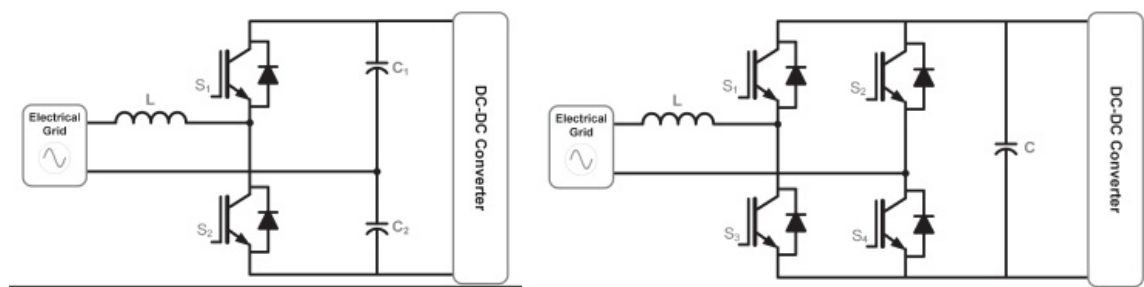 S1
C1
L
Electrical
Grid
S2
C2
DC-DC Converter
S1
S2
L
Electrical
Grid
C
S3
S4
DC-DC Converter